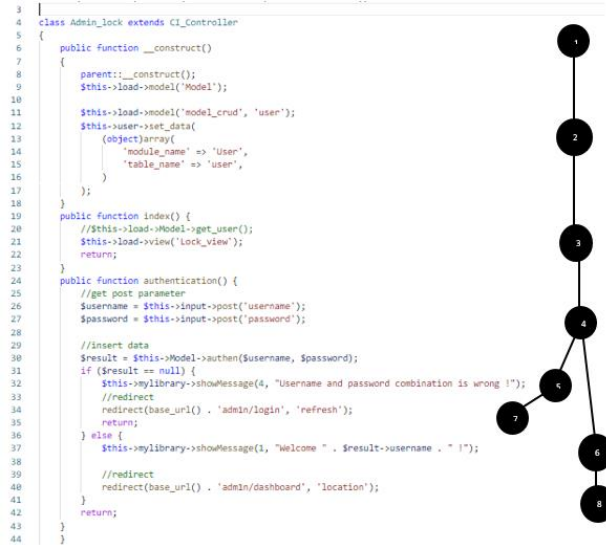 3
4 class Admin_lock extends CI_Controller
5 {
6 public function __construct()
7 {
8 parent::__construct();
9 $this->load->model('Model');
10
11 $this->load->model('model_crud', 'user');
12 $this->user->set_data(
13 (object)array(
14 'module_name' => 'User',
15 'table_name' => 'user',
16 )
17 );
18 }
19 public function index() {
20 //$this->load->Model->get_user();
21 $this->load->view('Lock_view');
22 return;
23 }
24 public function authentication() {
25 //get post parameter
26 $username = $this->input->post('username');
27 $password = $this->input->post('password');
28
29 //insert data
30 $result = $this->Model->authen($username, $password);
31 if ($result == null) {
32 $this->mylibrary->showMessage(4, "Username and password combination is wrong !");
33 //redirect
34 redirect(base_url() . 'admin/login', 'refresh');
35 return;
36 } else {
37 $this->mylibrary->showMessage(1, "Welcome " . $result->username . " !");
38
39 //redirect
40 redirect(base_url() . 'admin/dashboard', 'location');
41 }
42 return;
43 }
44 }
1
2
3
4
5
7
6
8